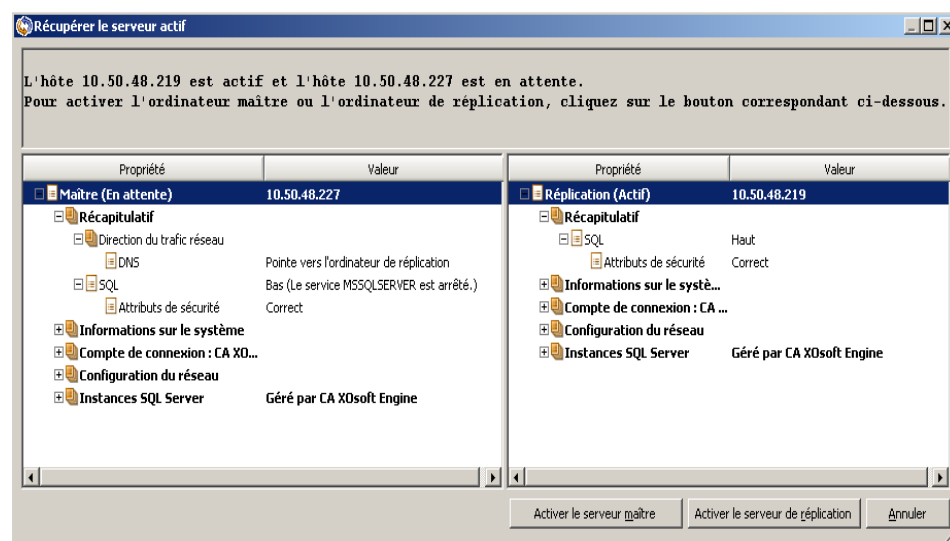 Récupérer le serveur actif
L'hôte 10.50.48.219 est actif et l'hôte 10.50.48.227 est en attente.
Pour activer l'ordinateur maître ou l'ordinateur de réplication, cliquez sur le bouton correspondant ci-dessous.
Propriété Valeur
Maître (En attente) 10.50.48.227
Récapitulatif
Direction du trafic réseau
DNS Pointe vers l'ordinateur de réplication
SQL Bas (Le service MSSQLSERVER est arrêté.)
Attributs de sécurité Correct
Informations sur le système
Compte de connexion : CA XO...
Configuration du réseau
Instances SQL Server Géré par CA XOsoft Engine
Propriété Valeur
Réplication (Actif) 10.50.48.219
Récapitulatif
SQL Haut
Attributs de sécurité Correct
Informations sur le systè...
Compte de connexion : CA ...
Configuration du réseau
Instances SQL Server Géré par CA XOsoft Engine
Activer le serveur maître Activer le serveur de réplication Annuler